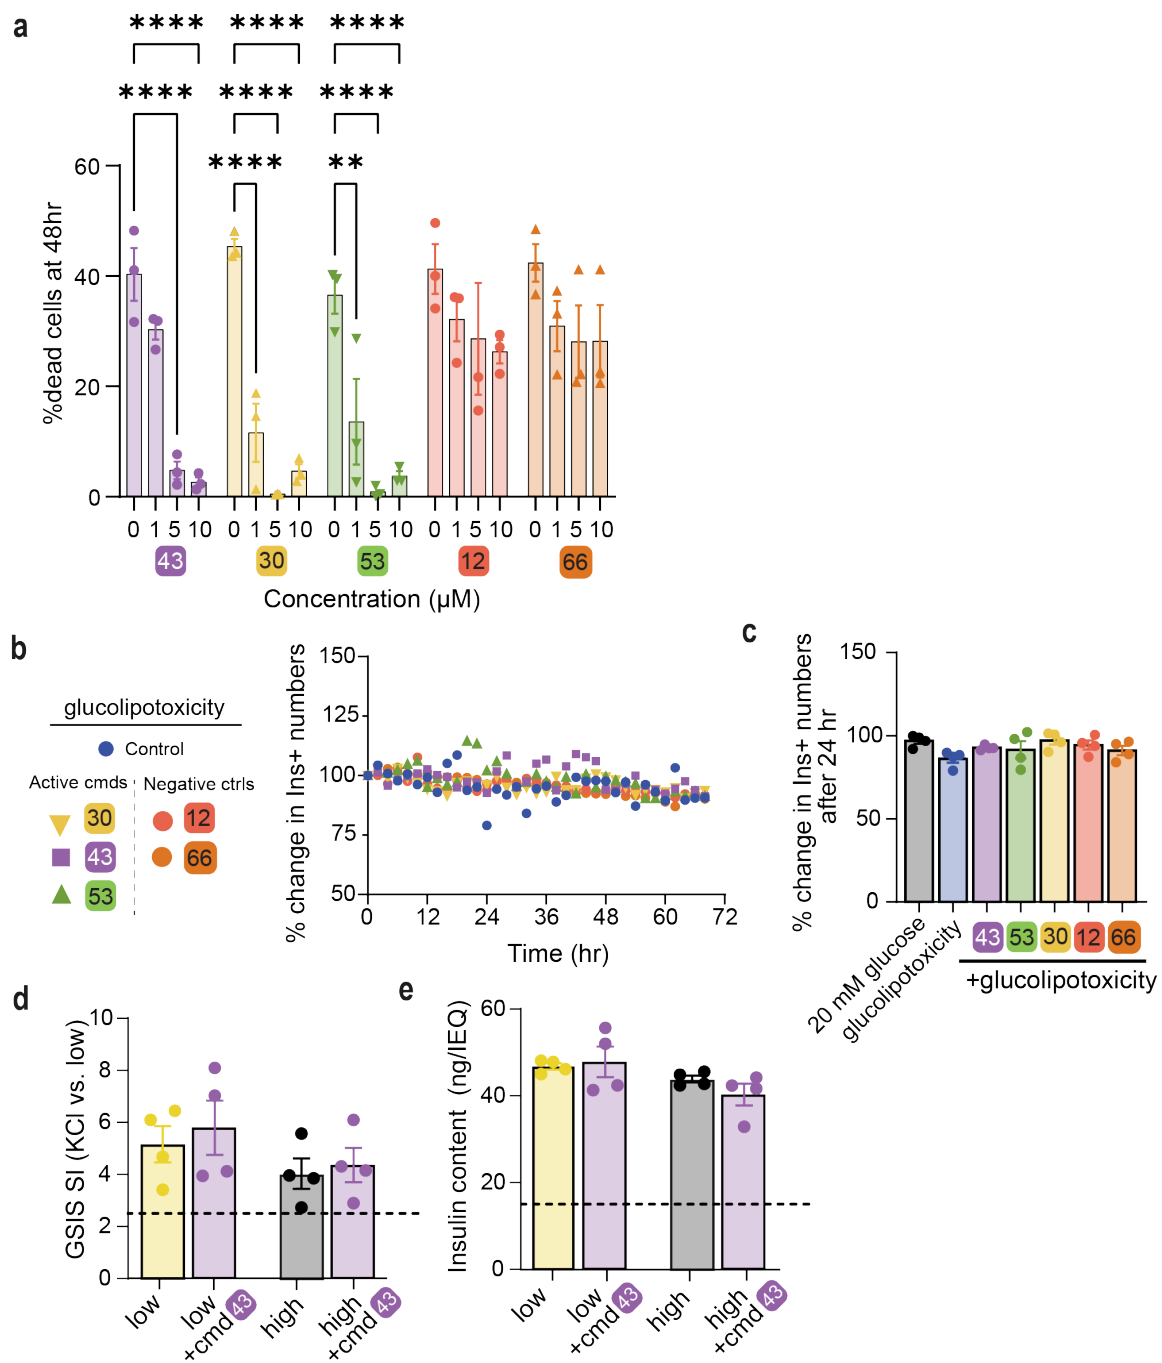 a
**** **** ****
**** **** ****
**** **
%dead cells at 48hr
60
40
20
0
0 1 5 10 0 1 5 10 0 1 5 10 0 1 5 10 0 1 5 10
43 30 53 12 66
Concentration (µM)
b
glucolipotoxicity
Control
Active cmds Negative ctrls
30 12
43 66
53
% change in Ins+ numbers
150
125
100
75
50
0 12 24 36 48 60 72
Time (hr)
c
% change in Ins+ numbers
after 24 hr
150
100
50
0
20 mM glucose
glucolipotoxicity
43 53 30 12 66
+glucolipotoxicity
d
GSIS SI (KCl vs. low)
10
8
6
4
2
0
low
low
+cmd 43
high
high
+cmd 43
e
Insulin content (ng/IEQ)
60
40
20
0
low
low
+cmd 43
high
high
+cmd 43